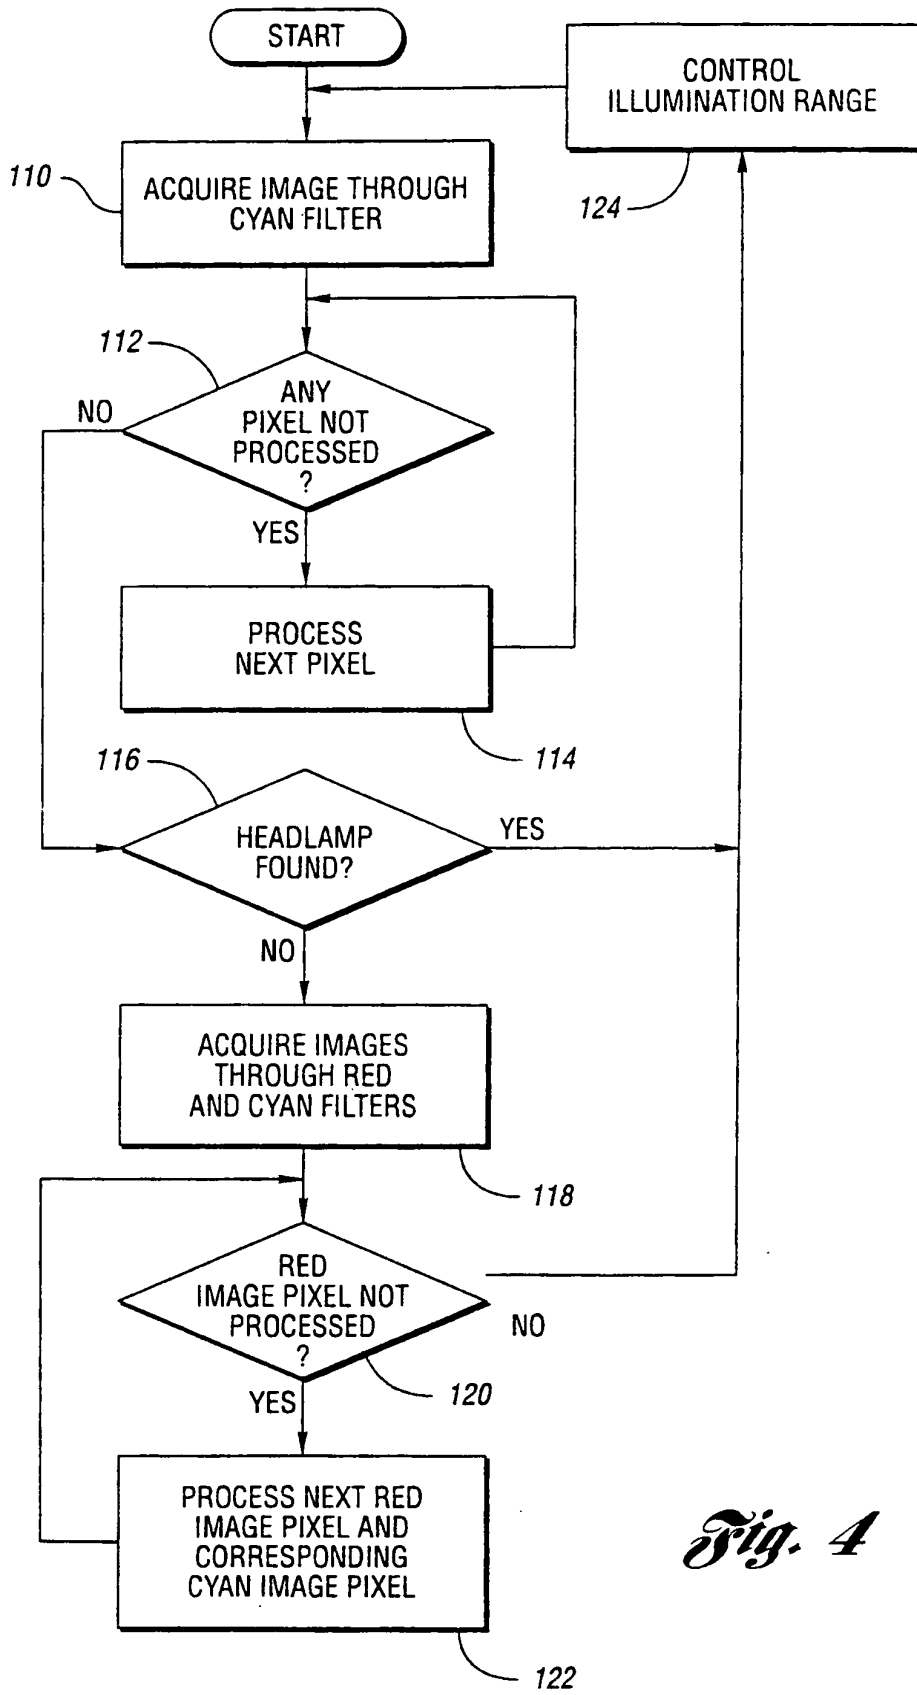 START
CONTROL
ILLUMINATION RANGE
124
110
ACQUIRE IMAGE THROUGH
CYAN FILTER
112
ANY
PIXEL NOT
PROCESSED
?
NO
YES
PROCESS
NEXT PIXEL
114
116
HEADLAMP
FOUND?
YES
NO
ACQUIRE IMAGES
THROUGH RED
AND CYAN FILTERS
118
RED
IMAGE PIXEL NOT
PROCESSED
?
NO
120
YES
PROCESS NEXT RED
IMAGE PIXEL AND
CORRESPONDING
CYAN IMAGE PIXEL
122
Fig. 4